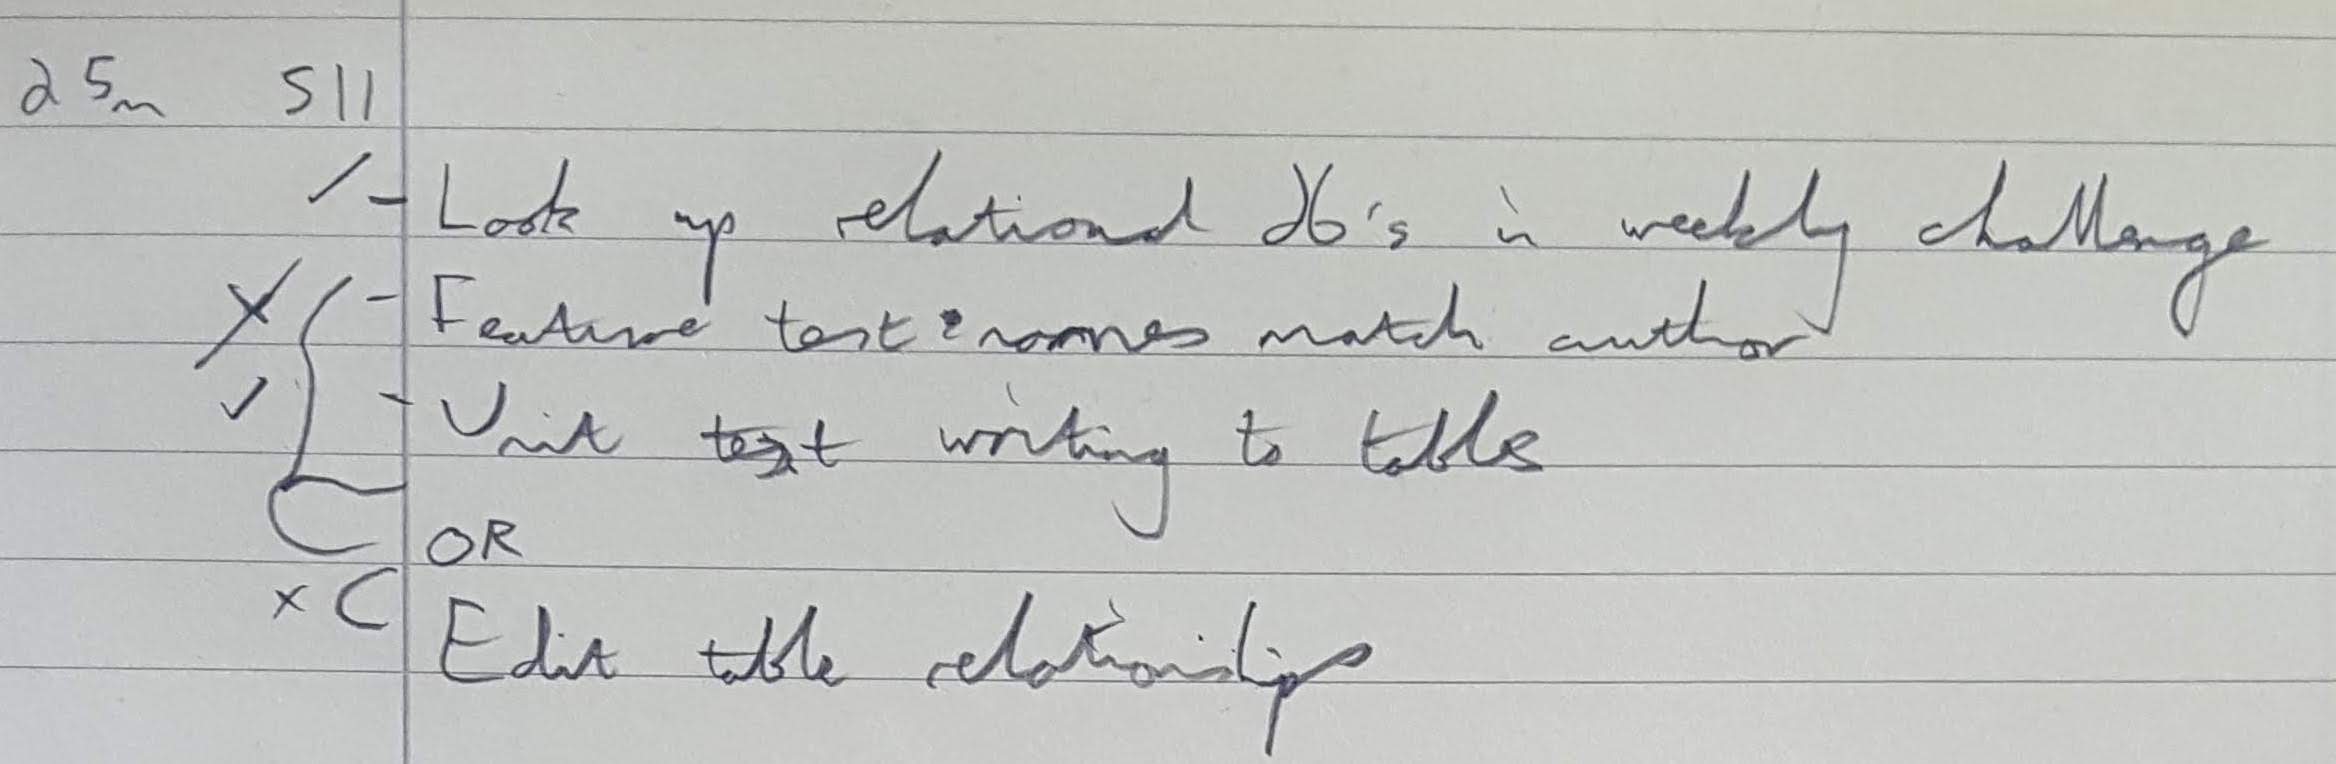 25m S11
✓ - Look up relational db's in weekly challenge
X - Feature test: names match author
✓ - Unit test writing to tables
OR
x Edit table relationships